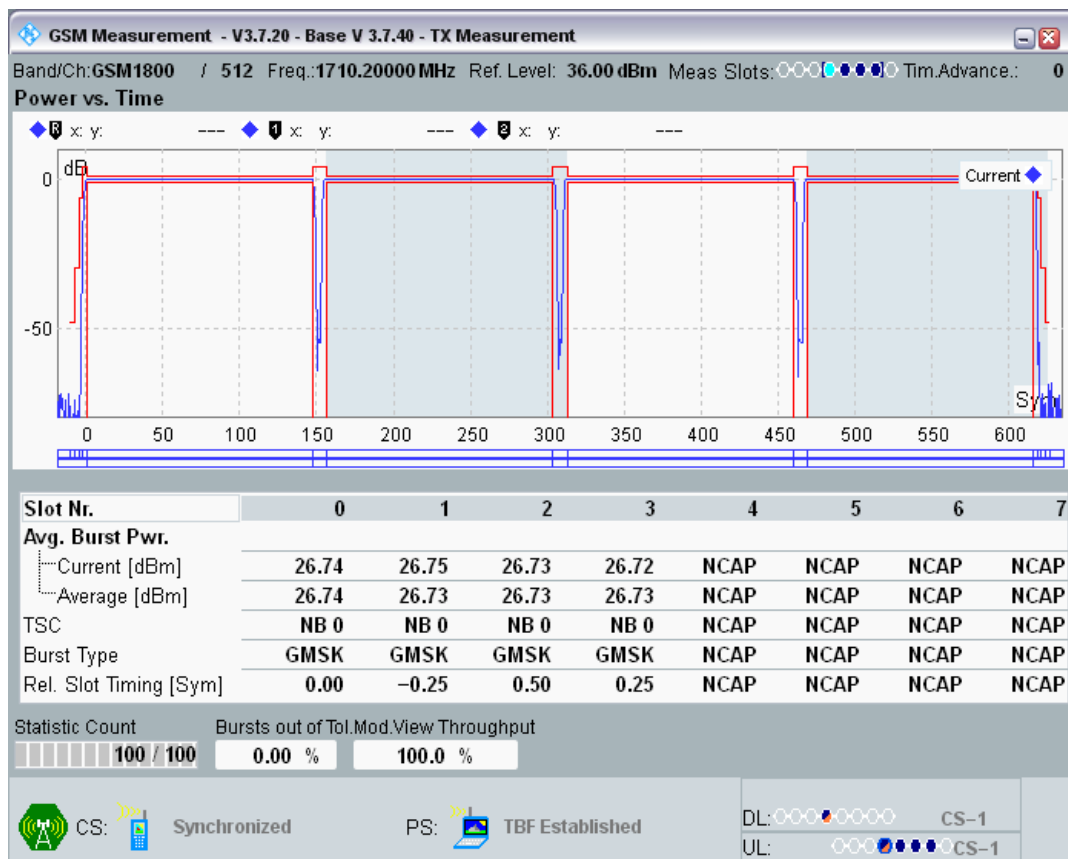 GSM Measurement - V3.7.20 - Base V 3.7.40 - TX Measurement
Band/Ch:GSM1800 / 512 Freq.:1710.20000 MHz Ref. Level: 36.00 dBm Meas Slots: Tim.Advance.: 0
Power vs. Time
R x: y: --- 1 x: y: --- 2 x: y: ---
dB
Current
0
-50
Sym
0 50 100 150 200 250 300 350 400 450 500 550 600
Slot Nr. 0 1 2 3 4 5 6 7
Avg. Burst Pwr.
Current [dBm] 26.74 26.75 26.73 26.72 NCAP NCAP NCAP NCAP
Average [dBm] 26.74 26.73 26.73 26.73 NCAP NCAP NCAP NCAP
TSC NB 0 NB 0 NB 0 NB 0 NCAP NCAP NCAP NCAP
Burst Type GMSK GMSK GMSK GMSK NCAP NCAP NCAP NCAP
Rel. Slot Timing [Sym] 0.00 −0.25 0.50 0.25 NCAP NCAP NCAP NCAP
Statistic Count Bursts out of Tol.Mod.View Throughput
100 / 100 0.00 % 100.0 %
CS: Synchronized PS: TBF Established
DL: CS−1
UL: CS−1